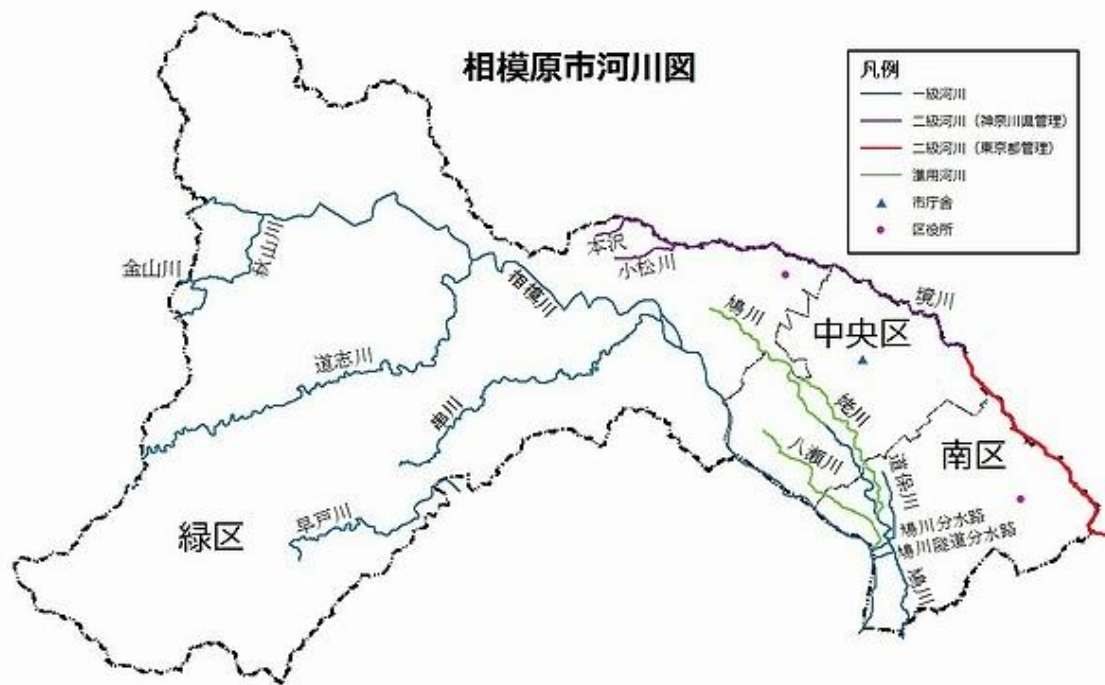 相模原市河川図
凡例
一級河川
二級河川（神奈川県管理）
二級河川（東京都管理）
準用河川
市庁舎
区役所
金山川
秋山川
本沢
小松川
相模川
鳩川
境川
中央区
道志川
串川
姥川
八瀬川
道保川
南区
早戸川
緑区
鳩川分水路
鳩川隧道分水路
鳩川